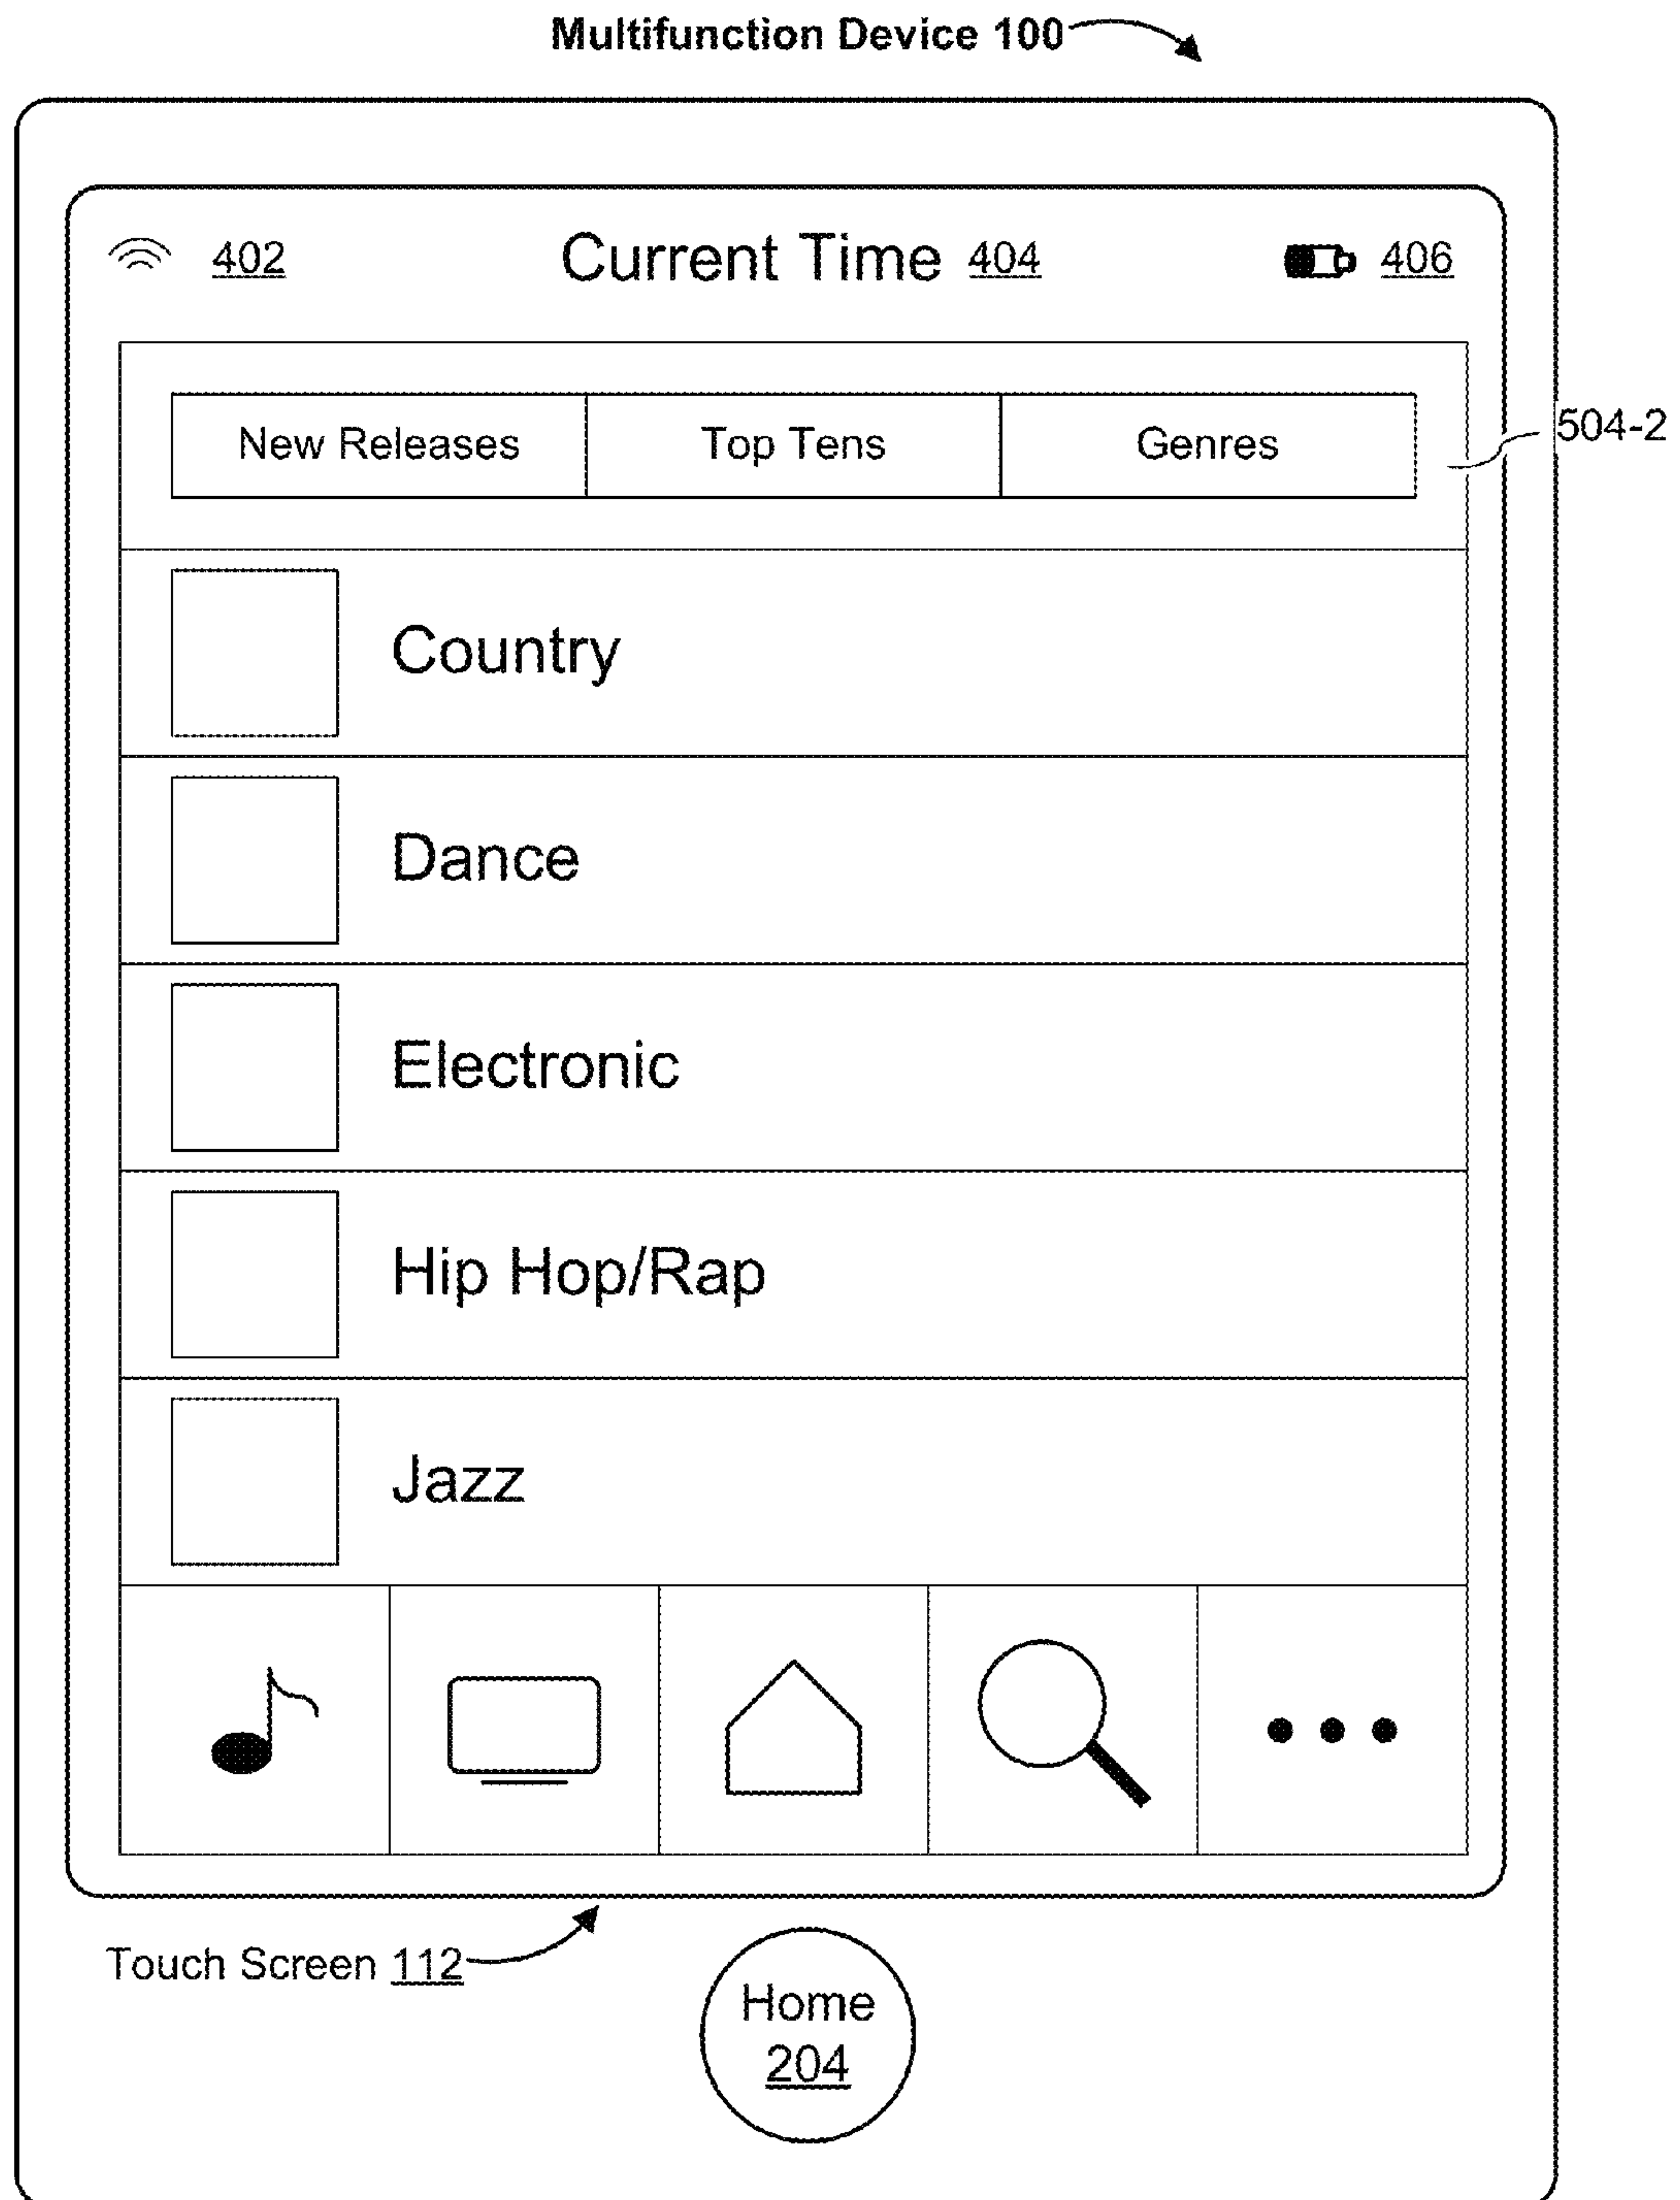 Multifunction Device 100
402 Current Time 404 406
New Releases Top Tens Genres
504-2
Country
Dance
Electronic
Hip Hop/Rap
Jazz
Touch Screen 112
Home
204